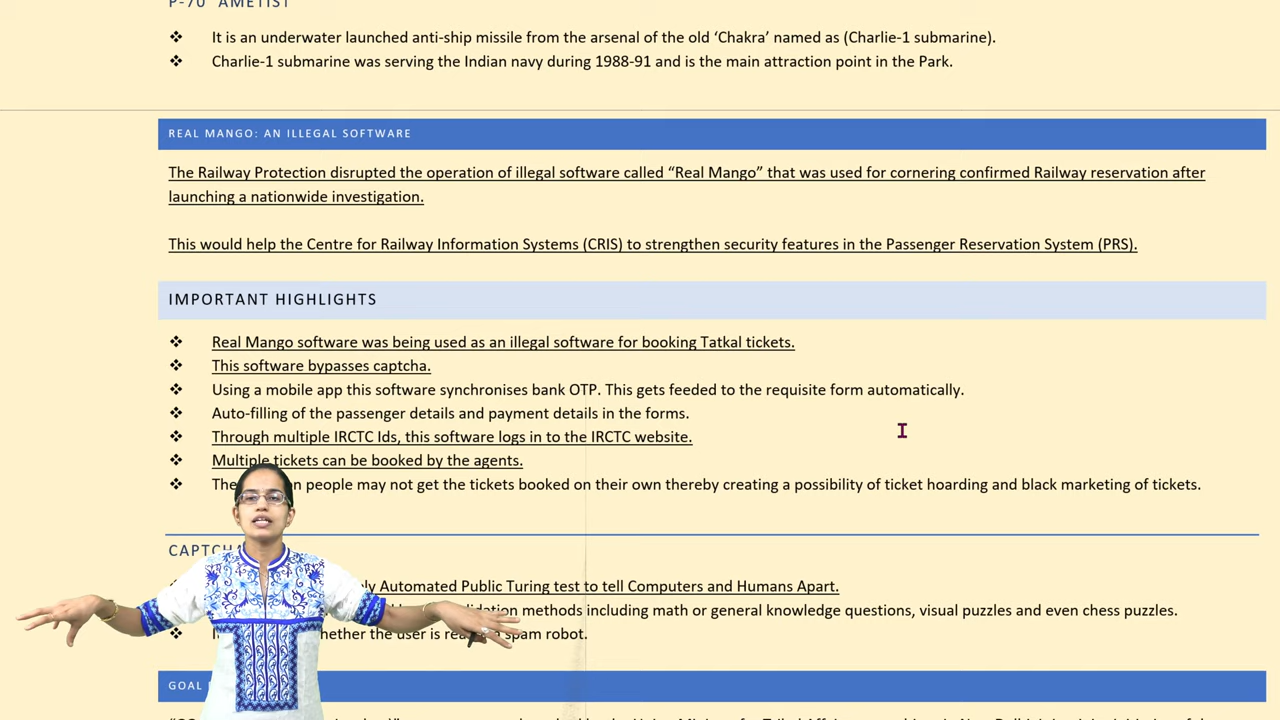 P-70 AMETIST
❖ It is an underwater launched anti-ship missile from the arsenal of the old ‘Chakra’ named as (Charlie-1 submarine).
❖ Charlie-1 submarine was serving the Indian navy during 1988-91 and is the main attraction point in the Park.
REAL MANGO: AN ILLEGAL SOFTWARE
The Railway Protection disrupted the operation of illegal software called “Real Mango” that was used for cornering confirmed Railway reservation after
launching a nationwide investigation.
This would help the Centre for Railway Information Systems (CRIS) to strengthen security features in the Passenger Reservation System (PRS).
IMPORTANT HIGHLIGHTS
❖ Real Mango software was being used as an illegal software for booking Tatkal tickets.
❖ This software bypasses captcha.
❖ Using a mobile app this software synchronises bank OTP. This gets feeded to the requisite form automatically.
❖ Auto-filling of the passenger details and payment details in the forms.
❖ Through multiple IRCTC Ids, this software logs in to the IRCTC website.
❖ Multiple tickets can be booked by the agents.
❖ The people may not get the tickets booked on their own thereby creating a possibility of ticket hoarding and black marketing of tickets.
CAPTCHA
Automated Public Turing test to tell Computers and Humans Apart.
methods including math or general knowledge questions, visual puzzles and even chess puzzles.
❖ whether the user is spam robot.
GOAL